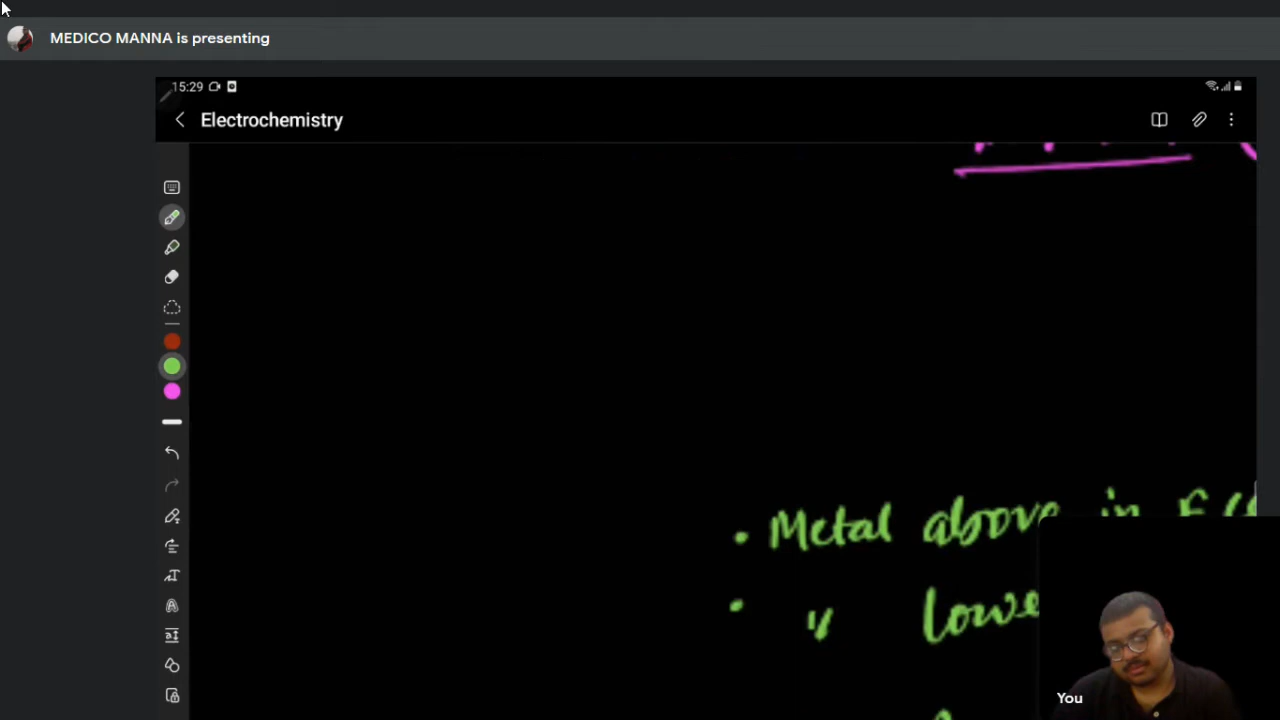 MEDICO MANNA is presenting
15:29
Electrochemistry
• Metal above in
• " lowe
You